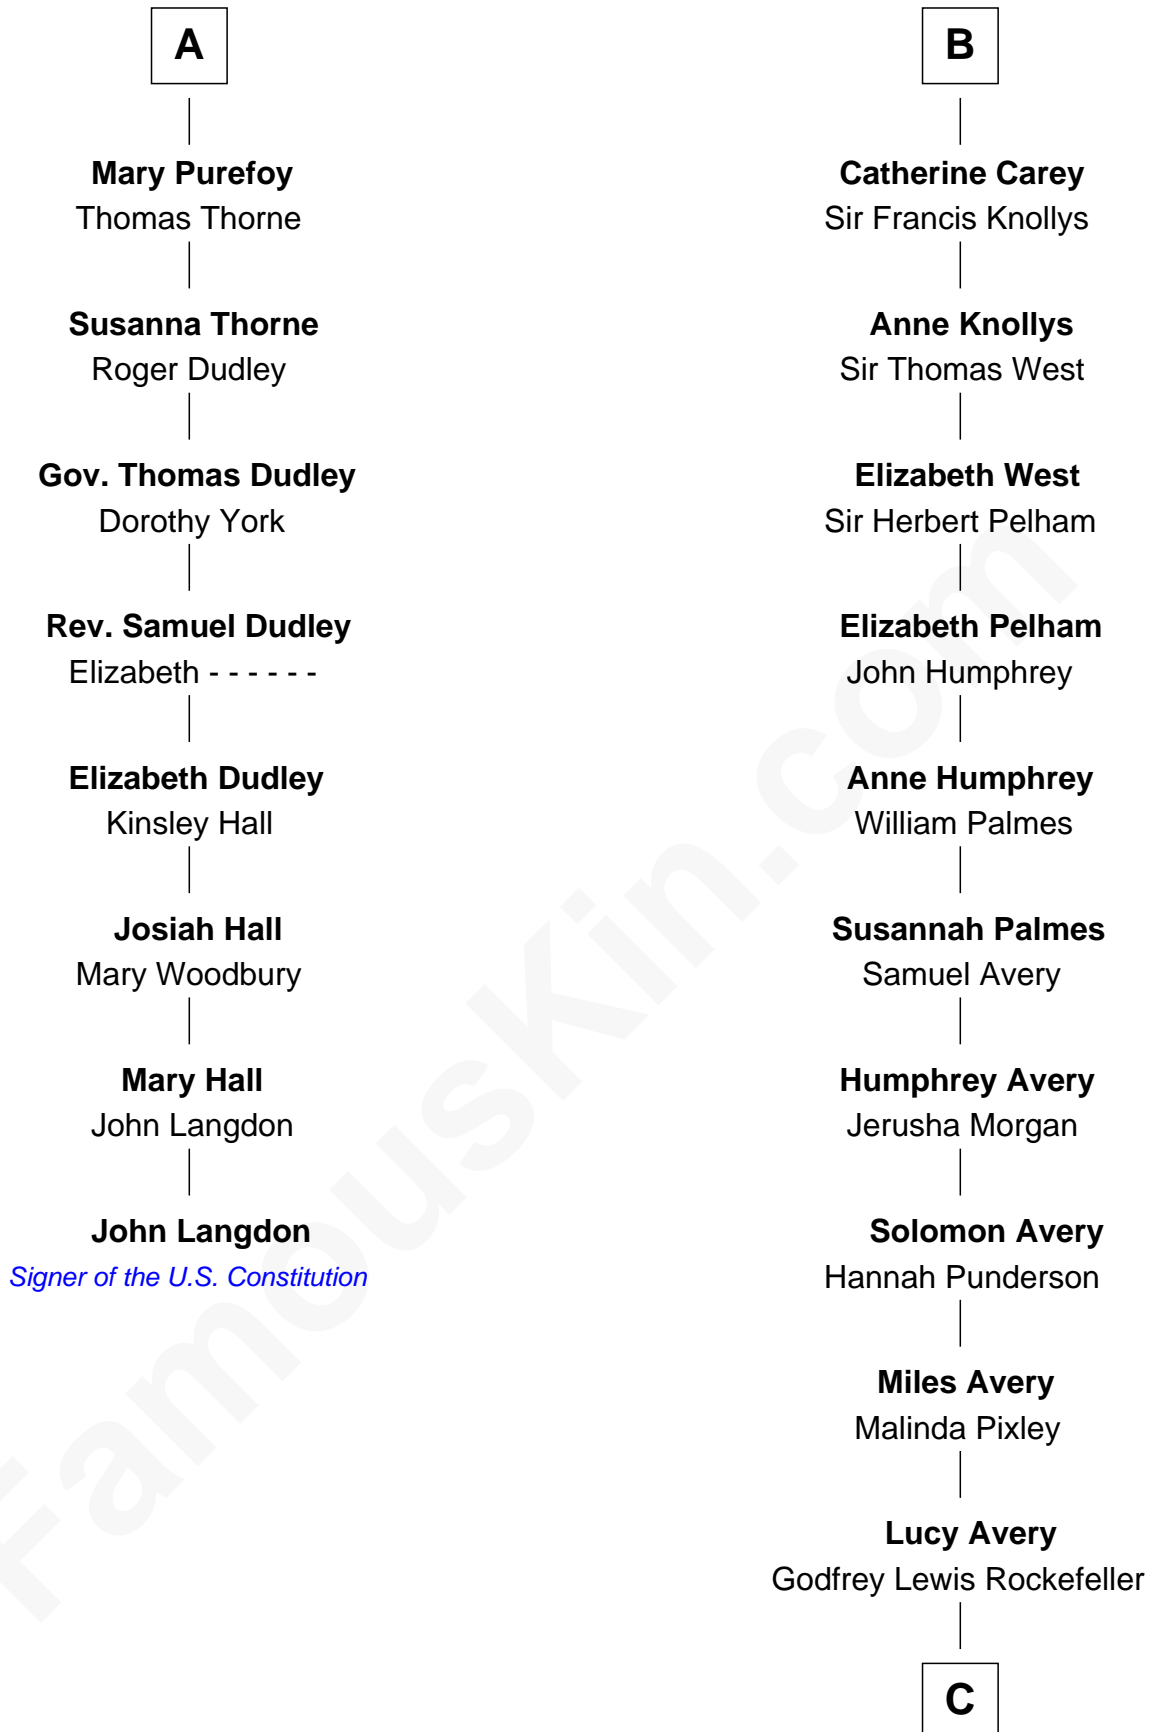 A
Mary Purefoy
Thomas Thorne
Susanna Thorne
Roger Dudley
Gov. Thomas Dudley
Dorothy York
Rev. Samuel Dudley
Elizabeth - - - - - -
Elizabeth Dudley
Kinsley Hall
Josiah Hall
Mary Woodbury
Mary Hall
John Langdon
John Langdon
Signer of the U.S. Constitution
B
Catherine Carey
Sir Francis Knollys
Anne Knollys
Sir Thomas West
Elizabeth West
Sir Herbert Pelham
Elizabeth Pelham
John Humphrey
Anne Humphrey
William Palmes
Susannah Palmes
Samuel Avery
Humphrey Avery
Jerusha Morgan
Solomon Avery
Hannah Punderson
Miles Avery
Malinda Pixley
Lucy Avery
Godfrey Lewis Rockefeller
C
FamousKin.com